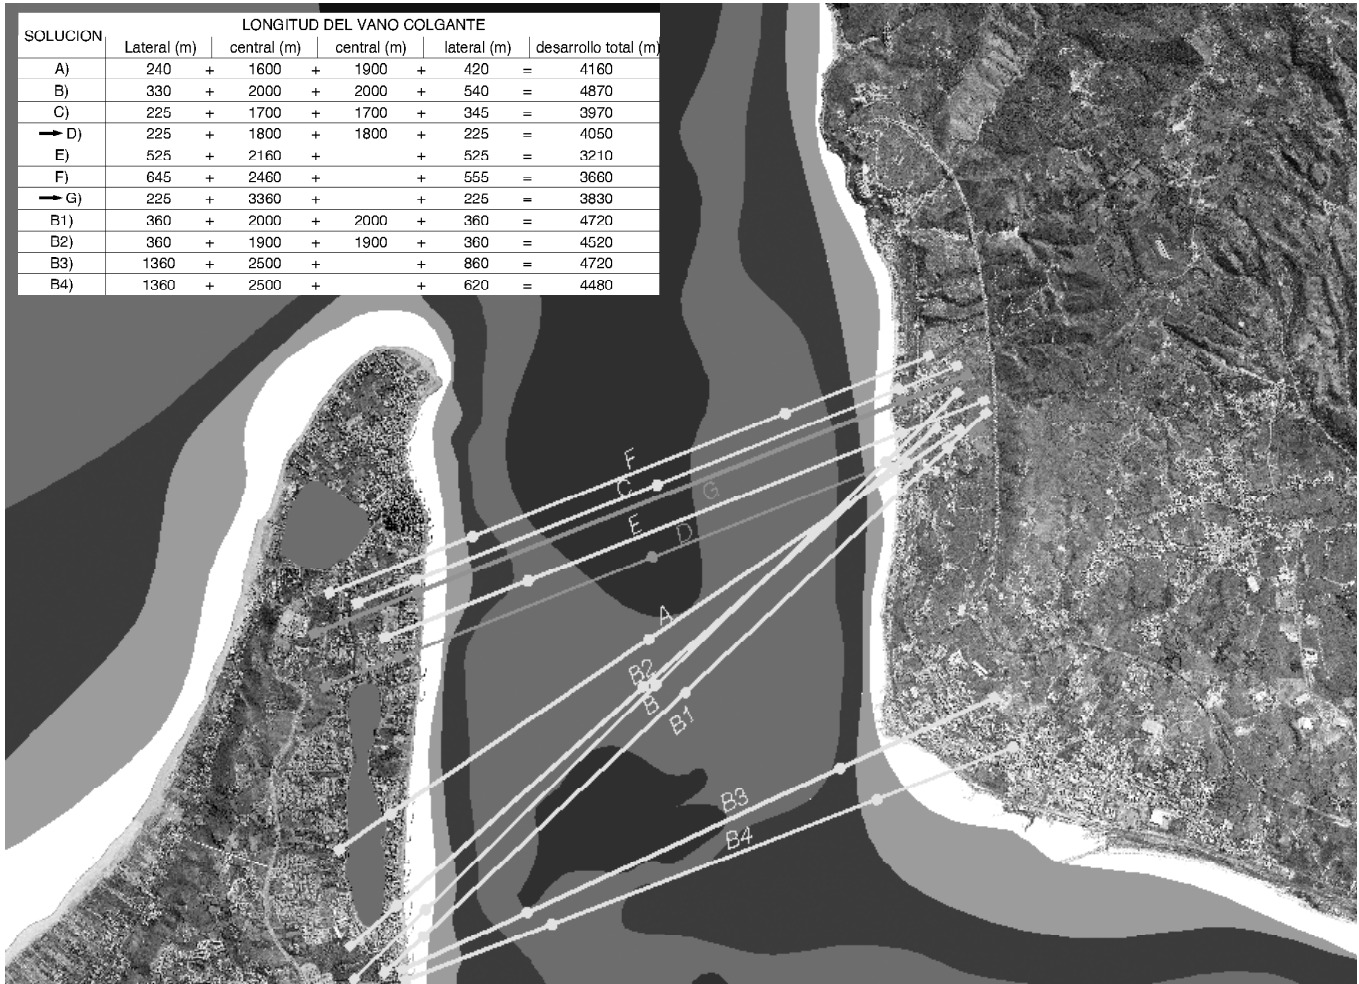 LONGITUD DEL VANO COLGANTE
SOLUCION Lateral (m) central (m) central (m) lateral (m) desarrollo total (m)
A) 240 + 1600 + 1900 + 420 = 4160
B) 330 + 2000 + 2000 + 540 = 4870
C) 225 + 1700 + 1700 + 345 = 3970
D) 225 + 1800 + 1800 + 225 = 4050
E) 525 + 2160 + + 525 = 3210
F) 645 + 2460 + + 555 = 3660
G) 225 + 3360 + + 225 = 3830
B1) 360 + 2000 + 2000 + 360 = 4720
B2) 360 + 1900 + 1900 + 360 = 4520
B3) 1360 + 2500 + + 860 = 4720
B4) 1360 + 2500 + + 620 = 4480
F
C
G
E
D
A
B2
B
B1
B3
B4